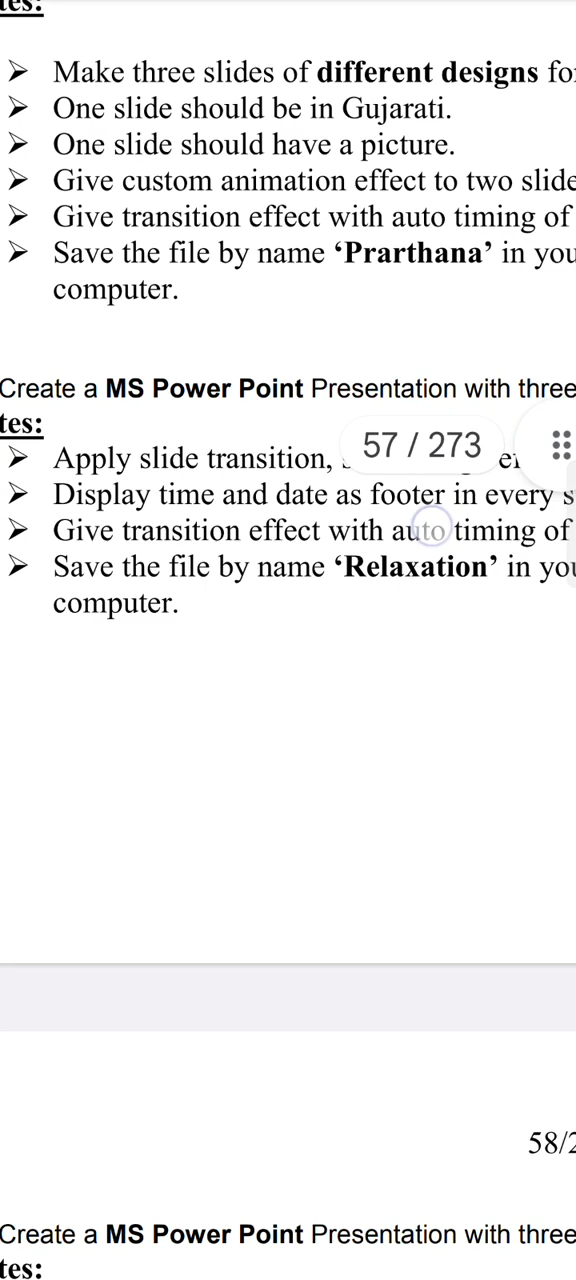 tes:
➤ Make three slides of different designs fo
➤ One slide should be in Gujarati.
➤ One slide should have a picture.
➤ Give custom animation effect to two slide
➤ Give transition effect with auto timing of
➤ Save the file by name ‘Prarthana’ in you
computer.
Create a MS Power Point Presentation with three
tes:
57 / 273
➤ Apply slide transition,
➤ Display time and date as footer in every s
➤ Give transition effect with auto timing of
➤ Save the file by name ‘Relaxation’ in you
computer.
58/2
Create a MS Power Point Presentation with three
tes: